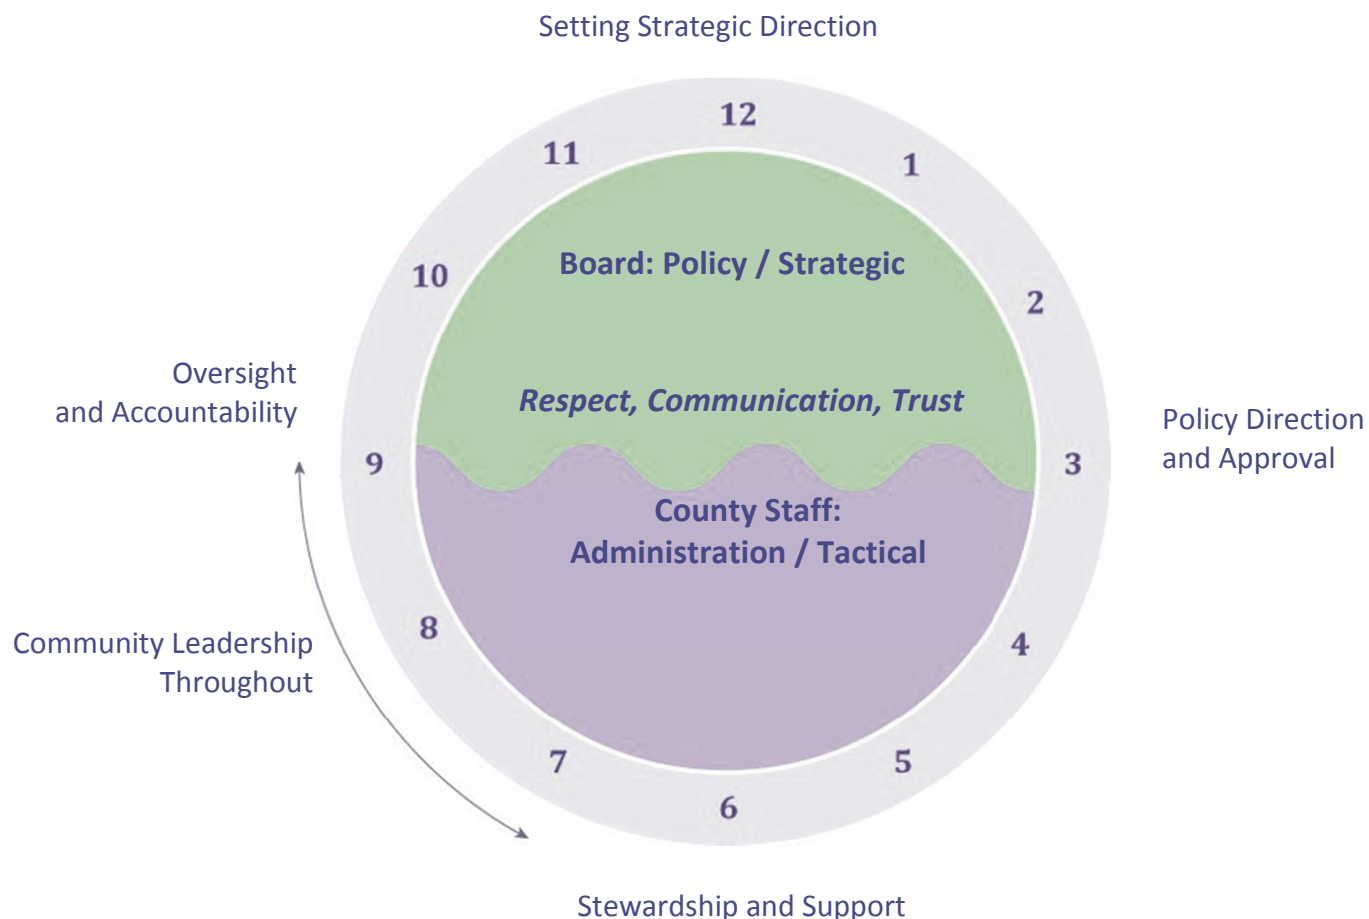 Setting Strategic Direction
12
11
1
10
2
Board: Policy / Strategic
Oversight
and Accountability
Respect, Communication, Trust
Policy Direction
and Approval
9
3
County Staff:
Administration / Tactical
8
4
Community Leadership
Throughout
7
5
6
Stewardship and Support